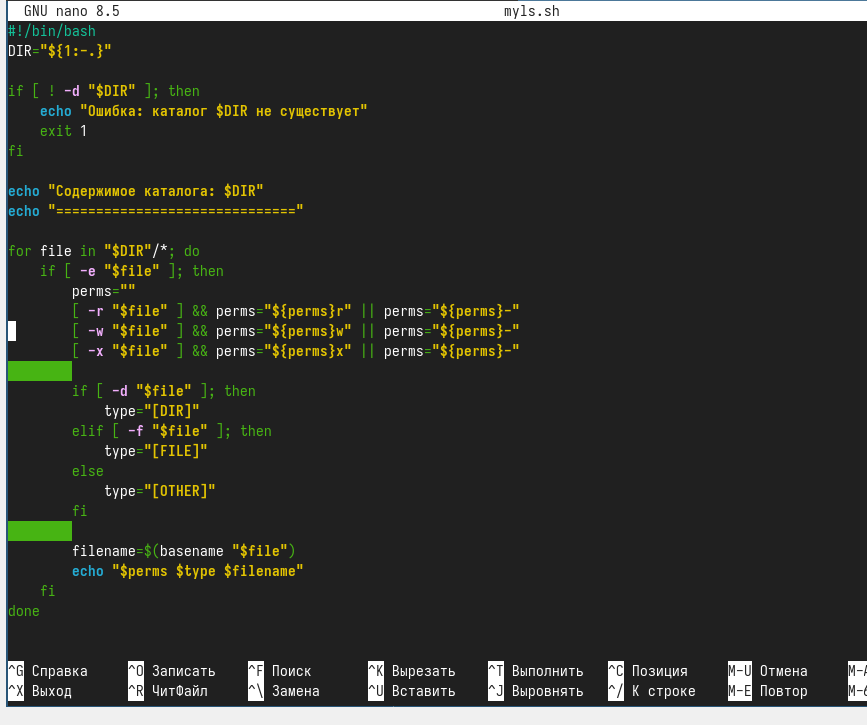 GNU nano 8.5 myls.sh
#!/bin/bash
DIR="${1:-.}"
if [ ! -d "$DIR" ]; then
    echo "Ошибка: каталог $DIR не существует"
    exit 1
fi
echo "Содержимое каталога: $DIR"
echo "=============================="
for file in "$DIR"/*; do
    if [ -e "$file" ]; then
        perms=""
        [ -r "$file" ] && perms="${perms}r" || perms="${perms}-"
        [ -w "$file" ] && perms="${perms}w" || perms="${perms}-"
        [ -x "$file" ] && perms="${perms}x" || perms="${perms}-"
        if [ -d "$file" ]; then
            type="[DIR]"
        elif [ -f "$file" ]; then
            type="[FILE]"
        else
            type="[OTHER]"
        fi
        filename=$(basename "$file")
        echo "$perms $type $filename"
    fi
done
^G Справка ^O Записать ^F Поиск ^K Вырезать ^T Выполнить ^C Позиция M-U Отмена
^X Выход ^R ЧитФайл ^\ Замена ^U Вставить ^J Выровнять ^/ К строке M-E Повтор